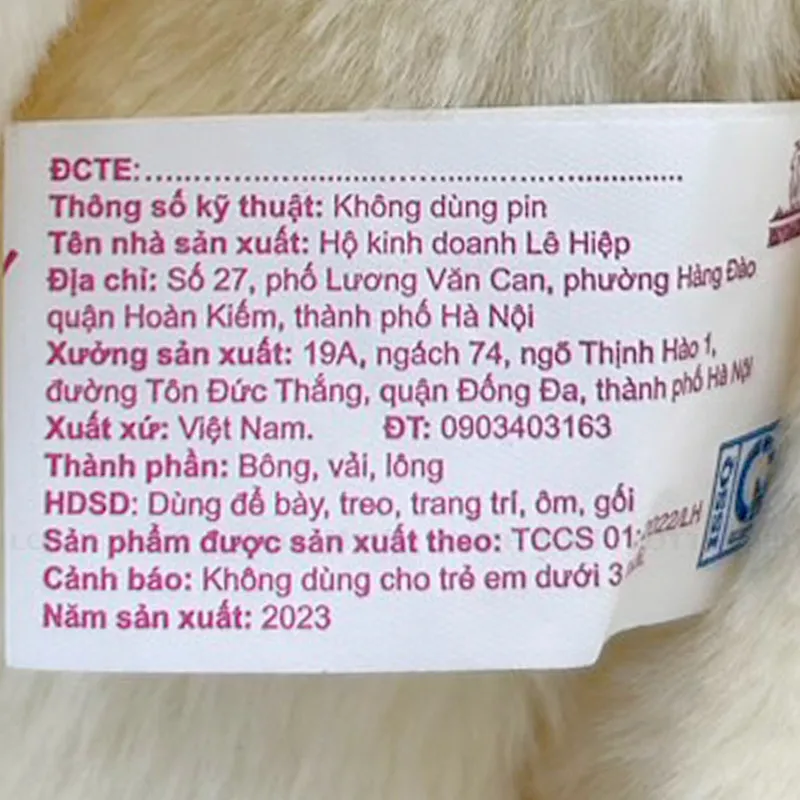 ĐCTE:..........................................................................
Thông số kỹ thuật: Không dùng pin
Tên nhà sản xuất: Hộ kinh doanh Lê Hiệp
Địa chỉ: Số 27, phố Lương Văn Can, phường Hàng Đào
quận Hoàn Kiếm, thành phố Hà Nội
Xưởng sản xuất: 19A, ngách 74, ngõ Thịnh Hào 1,
đường Tôn Đức Thắng, quận Đống Đa, thành phố Hà Nội
Xuất xứ: Việt Nam. ĐT: 0903403163
Thành phần: Bông, vải, lông
HDSD: Dùng để bày, treo, trang trí, ôm, gối
Sản phẩm được sản xuất theo: TCCS 01: 2022/LH
Cảnh báo: Không dùng cho trẻ em dưới 3
Năm sản xuất: 2023